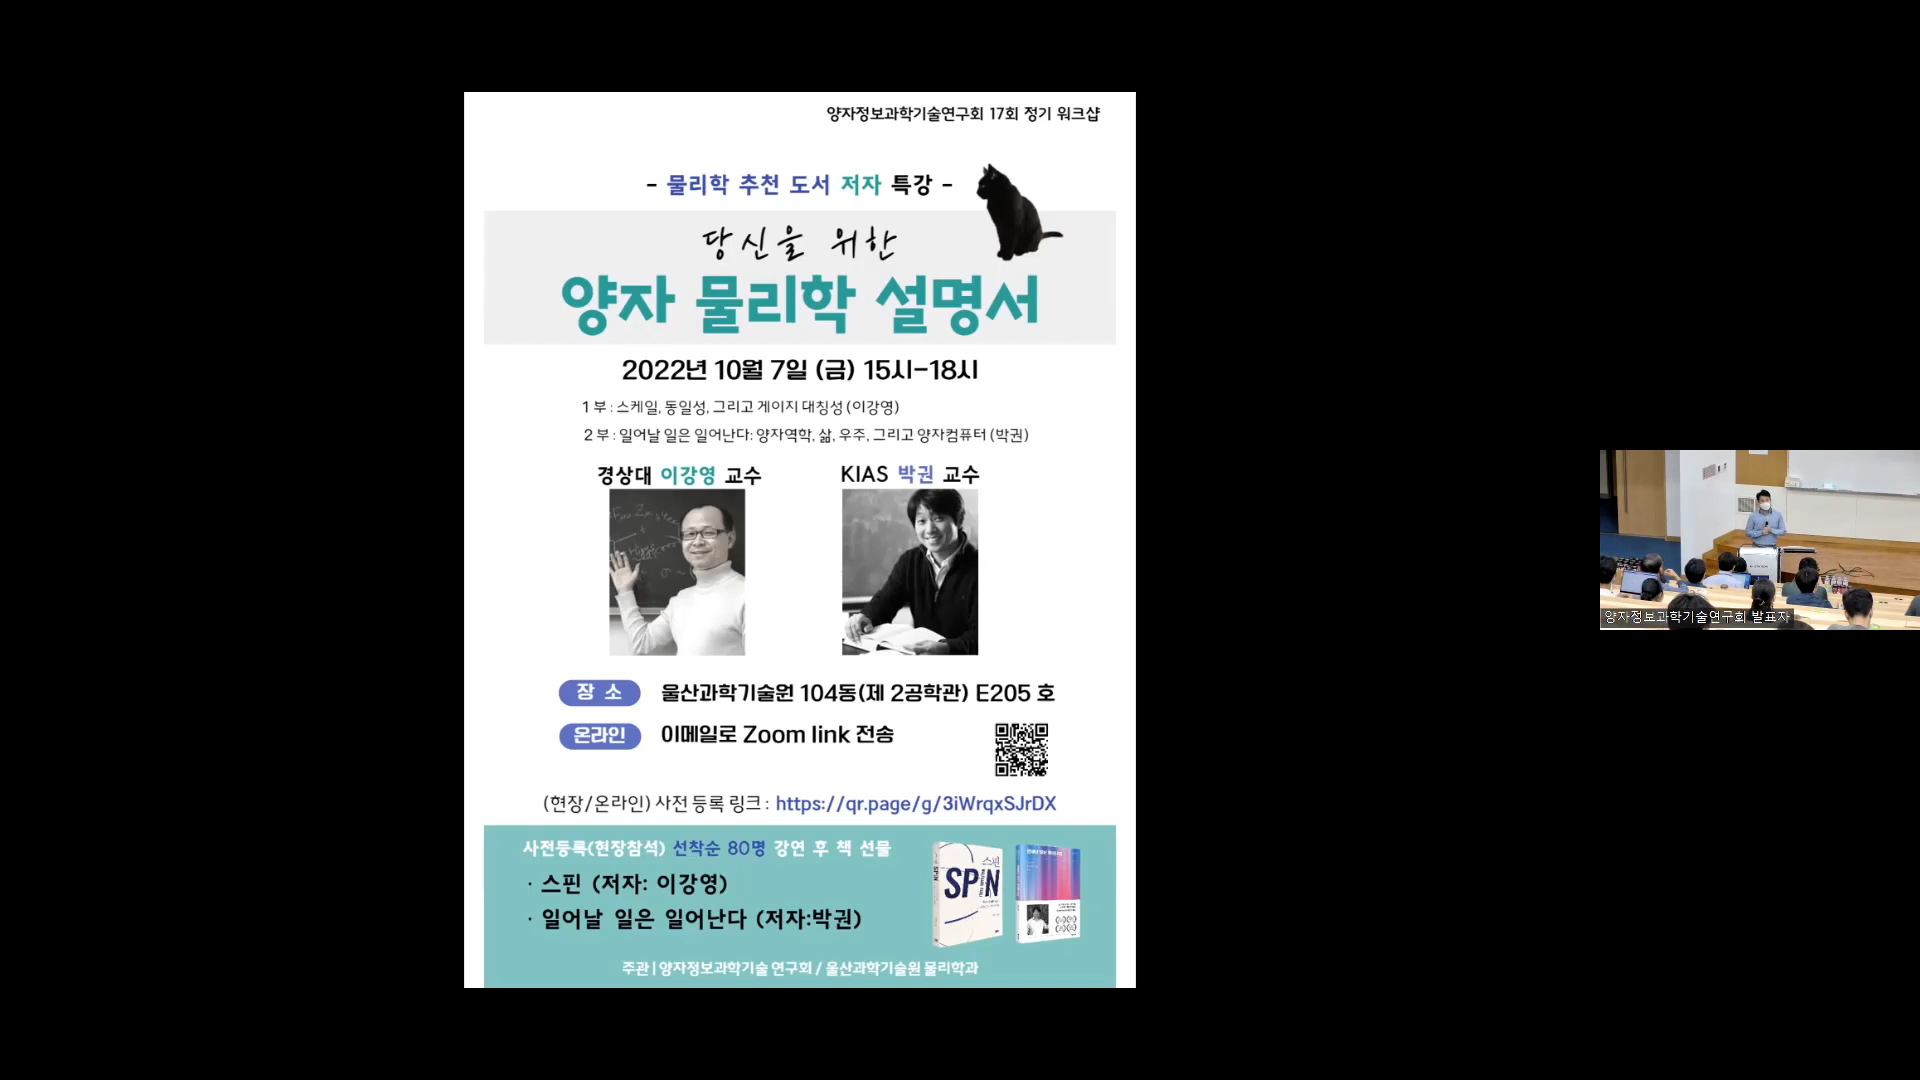 양자정보과학기술연구회 17회 정기 워크샵
- 물리학 추천 도서 저자 특강 -
당신을 위한
양자 물리학 설명서
2022년 10월 7일 (금) 15시-18시
1 부 : 스케일, 동일성, 그리고 게이지 대칭성 (이강영)
2 부 : 일어날 일은 일어난다: 양자역학, 삶, 우주, 그리고 양자컴퓨터 (박권)
경상대 이강영 교수
KIAS 박권 교수
장 소
울산과학기술원 104동(제 2공학관) E205 호
온라인
이메일로 Zoom link 전송
(현장/온라인) 사전 등록 링크 : https://qr.page/g/3iWrqxSJrDX
사전등록(현장참석) 선착순 80명 강연 후 책 선물
· 스핀 (저자: 이강영)
· 일어날 일은 일어난다 (저자:박권)
스핀
SPIN
주관 | 양자정보과학기술 연구회 / 울산과학기술원 물리학과
양자정보과학기술연구회 발표자